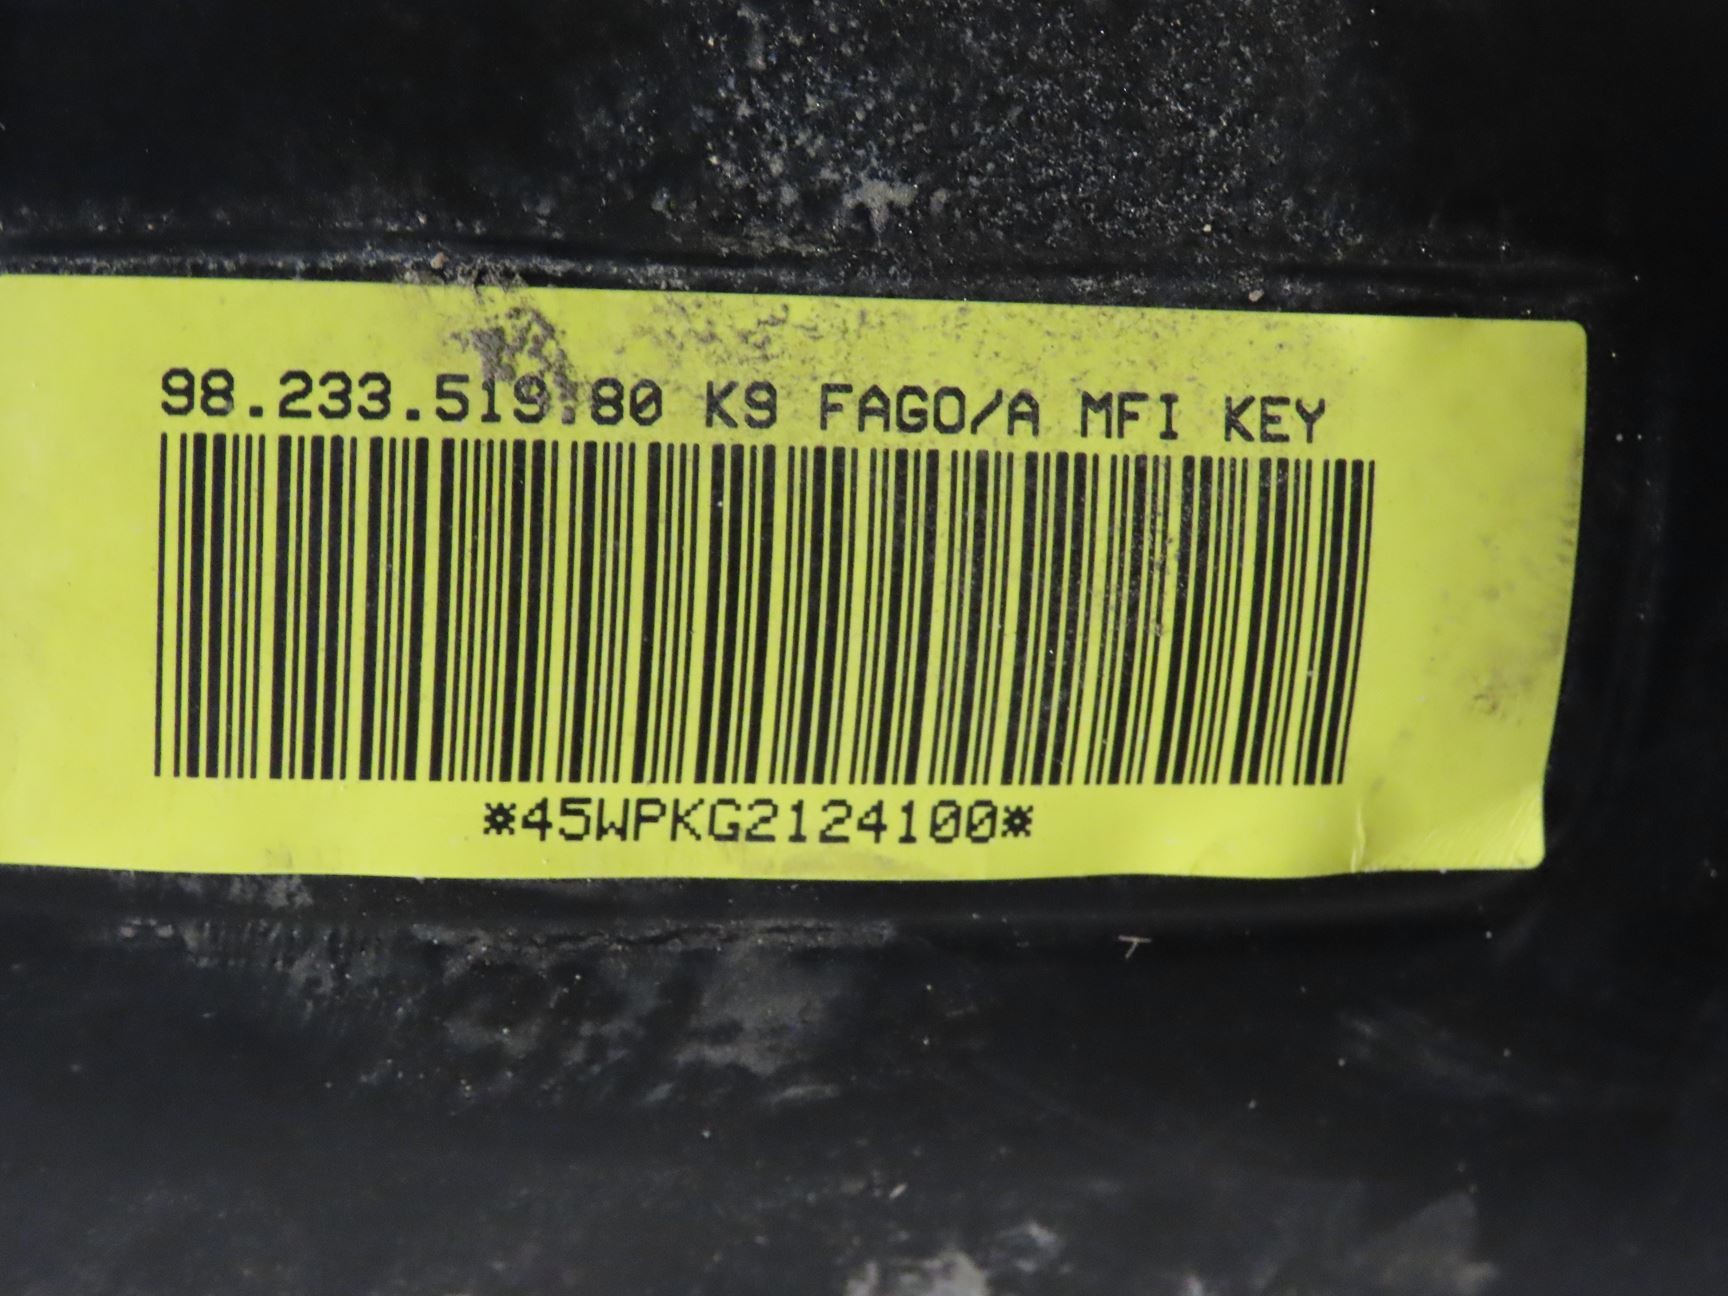 98.233.519.80 K9 FAGO/A MFI KEY
*45WPKG2124100*